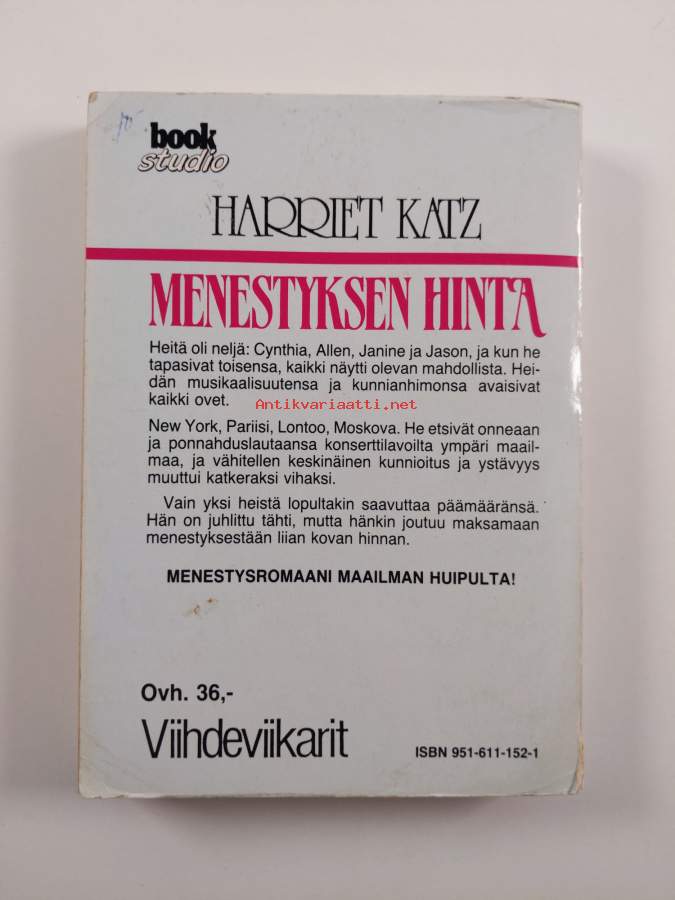 book
studio
HARRIET KATZ
MENESTYKSEN HINTA
Heitä oli neljä: Cynthia, Allen, Janine ja Jason, ja kun he
tapasivat toisensa, kaikki näytti olevan mahdollista. Hei-
dän musikaalisuutensa ja kunnianhimonsa avaisivat
kaikki ovet.
Antikvariaatti.net
New York, Pariisi, Lontoo, Moskova. He etsivät onneaan
ja ponnahduslautaansa konserttilavoilta ympäri maail-
maa, ja vähitellen keskinäinen kunnioitus ja ystävyys
muuttui katkeraksi vihaksi.
Vain yksi heistä lopultakin saavuttaa päämääränsä.
Hän on juhlittu tähti, mutta hänkin joutuu maksamaan
menestyksestään liian kovan hinnan.
MENESTYSROMAANI MAAILMAN HUIPULTA!
Ovh. 36,-
Viihdeviikarit
ISBN 951-611-152-1